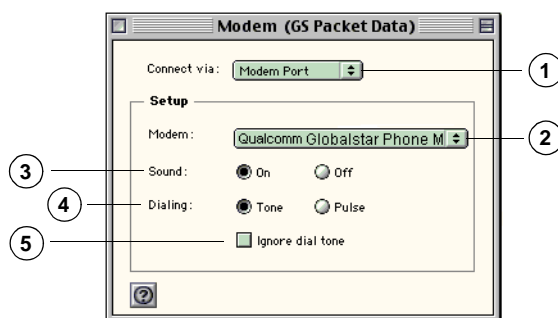 Modem (GS Packet Data)
Connect via: Modem Port
1
Setup
Modem: Qualcomm Globalstar Phone M
2
3
Sound: On Off
4
Dialing: Tone Pulse
5
Ignore dial tone
?